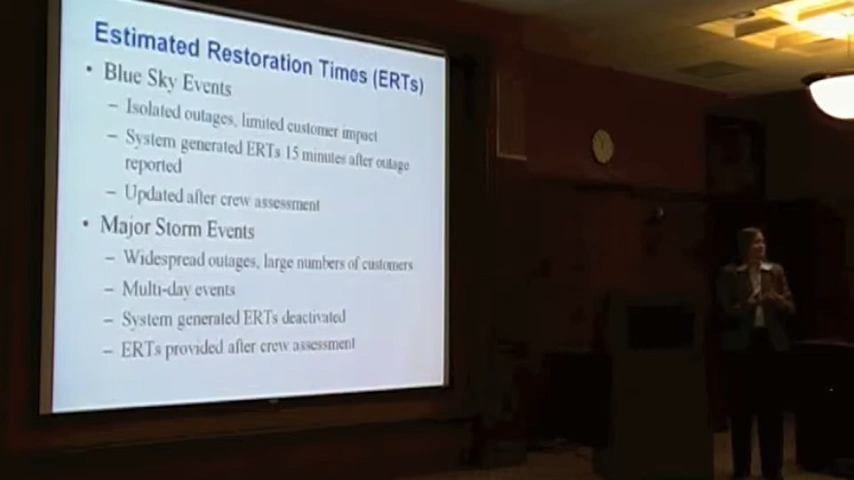 Estimated Restoration Times (ERTs)
• Blue Sky Events
– Isolated outages, limited customer impact
– System generated ERTs 15 minutes after outage
reported
– Updated after crew assessment
• Major Storm Events
– Widespread outages, large numbers of customers
– Multi-day events
– System generated ERTs deactivated
– ERTs provided after crew assessment